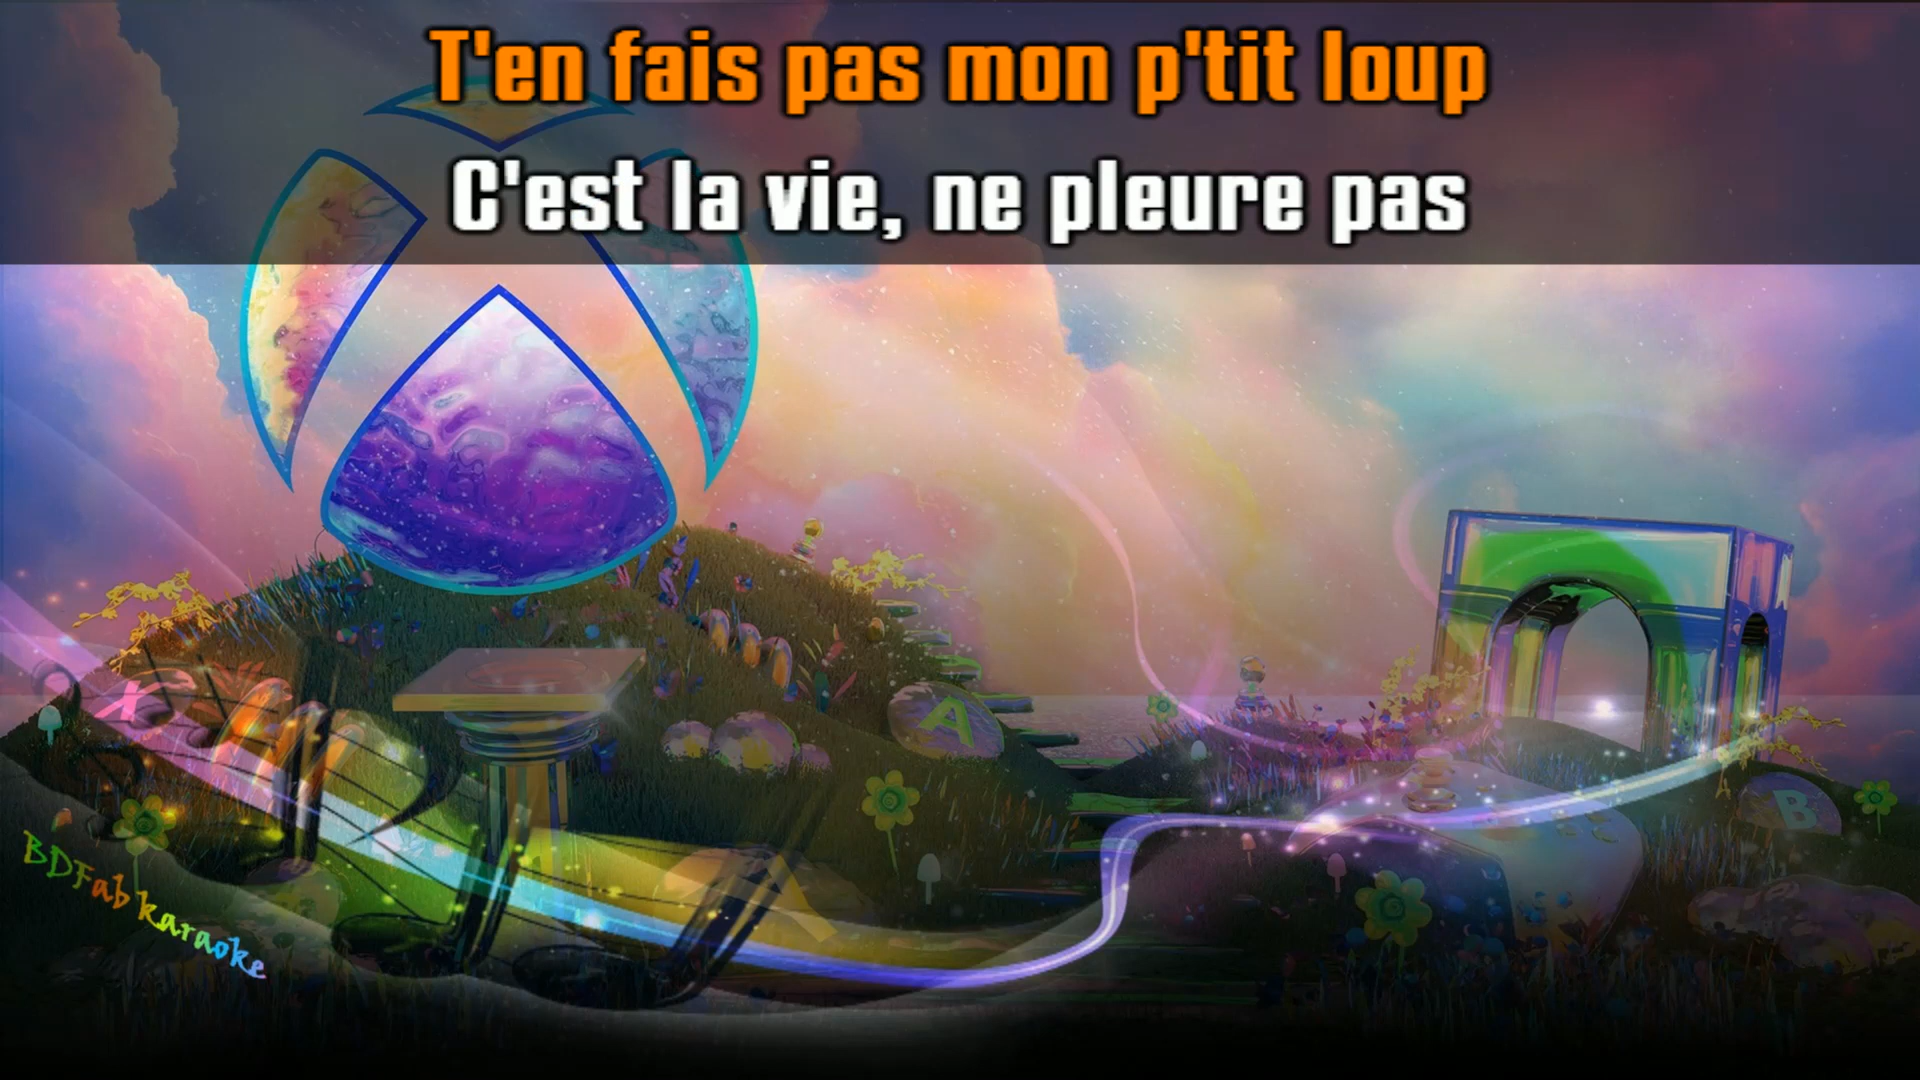 T'en fais pas mon p'tit loup
C'est la vie, ne pleure pas
X
A
B
BDFab karaoke